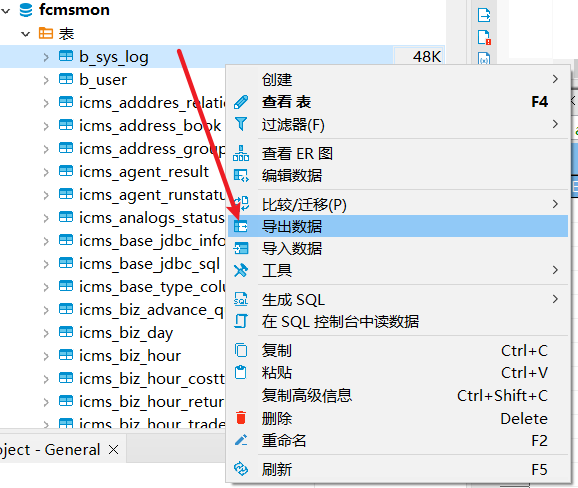 fcmsmon
表
b_sys_log 48K
b_user
icms_adddres_relatio
icms_address_book
icms_address_group
icms_agent_result
icms_agent_runstatu
icms_analogs_status
icms_base_jdbc_info
icms_base_jdbc_sql
icms_base_type_colu
icms_biz_advance_q
icms_biz_day
icms_biz_hour
icms_biz_hour_costt
icms_biz_hour_retur
icms_biz_hour_trade
oject - General
创建
查看 表 F4
过滤器(F)
查看 ER 图
编辑数据
比较/迁移(P)
导出数据
导入数据
工具
生成 SQL
在 SQL 控制台中读数据
复制 Ctrl+C
粘贴 Ctrl+V
复制高级信息 Ctrl+Shift+C
删除 Delete
重命名 F2
刷新 F5